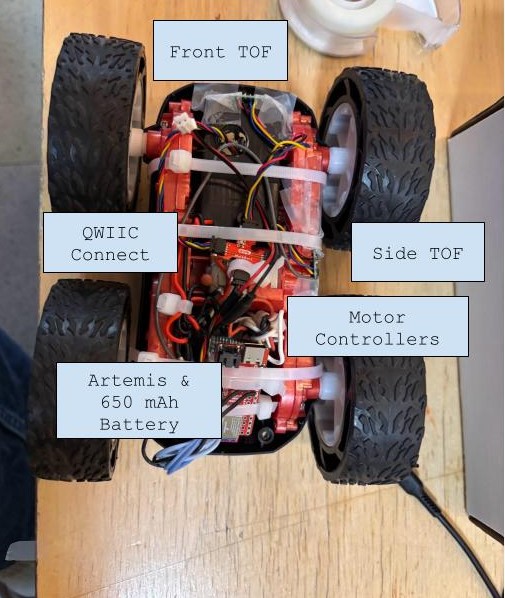 Front TOF
QWIIC
Connect
Side TOF
Motor
Controllers
Artemis &
650 mAh
Battery